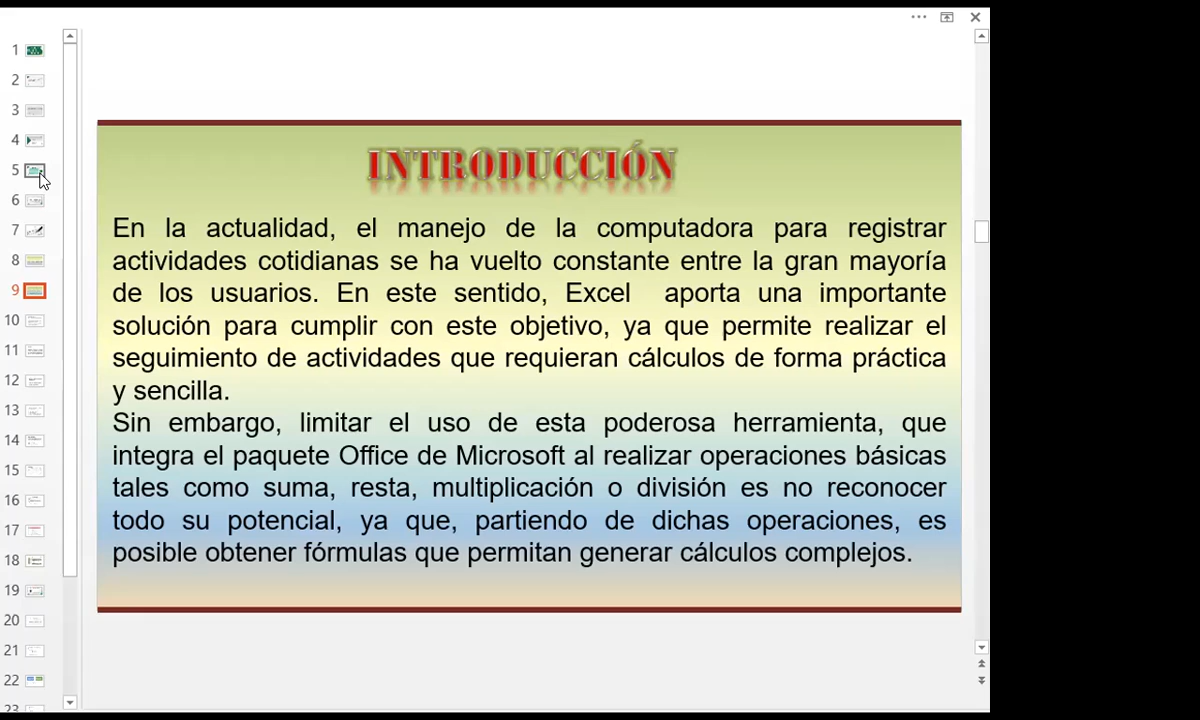 1
2
3
4
5
6
7
8
9
10
11
12
13
14
15
16
17
18
19
20
21
22
23
INTRODUCCIÓN
En la actualidad, el manejo de la computadora para registrar
actividades cotidianas se ha vuelto constante entre la gran mayoría
de los usuarios. En este sentido, Excel aporta una importante
solución para cumplir con este objetivo, ya que permite realizar el
seguimiento de actividades que requieran cálculos de forma práctica
y sencilla.
Sin embargo, limitar el uso de esta poderosa herramienta, que
integra el paquete Office de Microsoft al realizar operaciones básicas
tales como suma, resta, multiplicación o división es no reconocer
todo su potencial, ya que, partiendo de dichas operaciones, es
posible obtener fórmulas que permitan generar cálculos complejos.